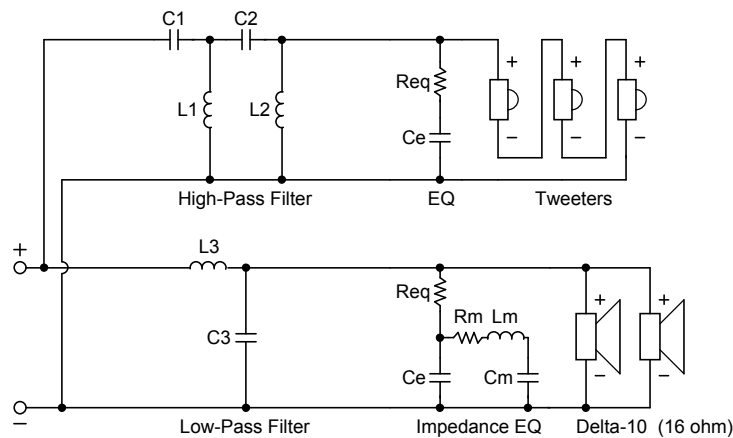 C1 C2
+ + +
Req
L1 L2
Ce
− − −
High-Pass Filter EQ Tweeters
+ L3
Req + +
Rm Lm
C3
Ce Cm − −
−
Low-Pass Filter Impedance EQ Delta-10 (16 ohm)